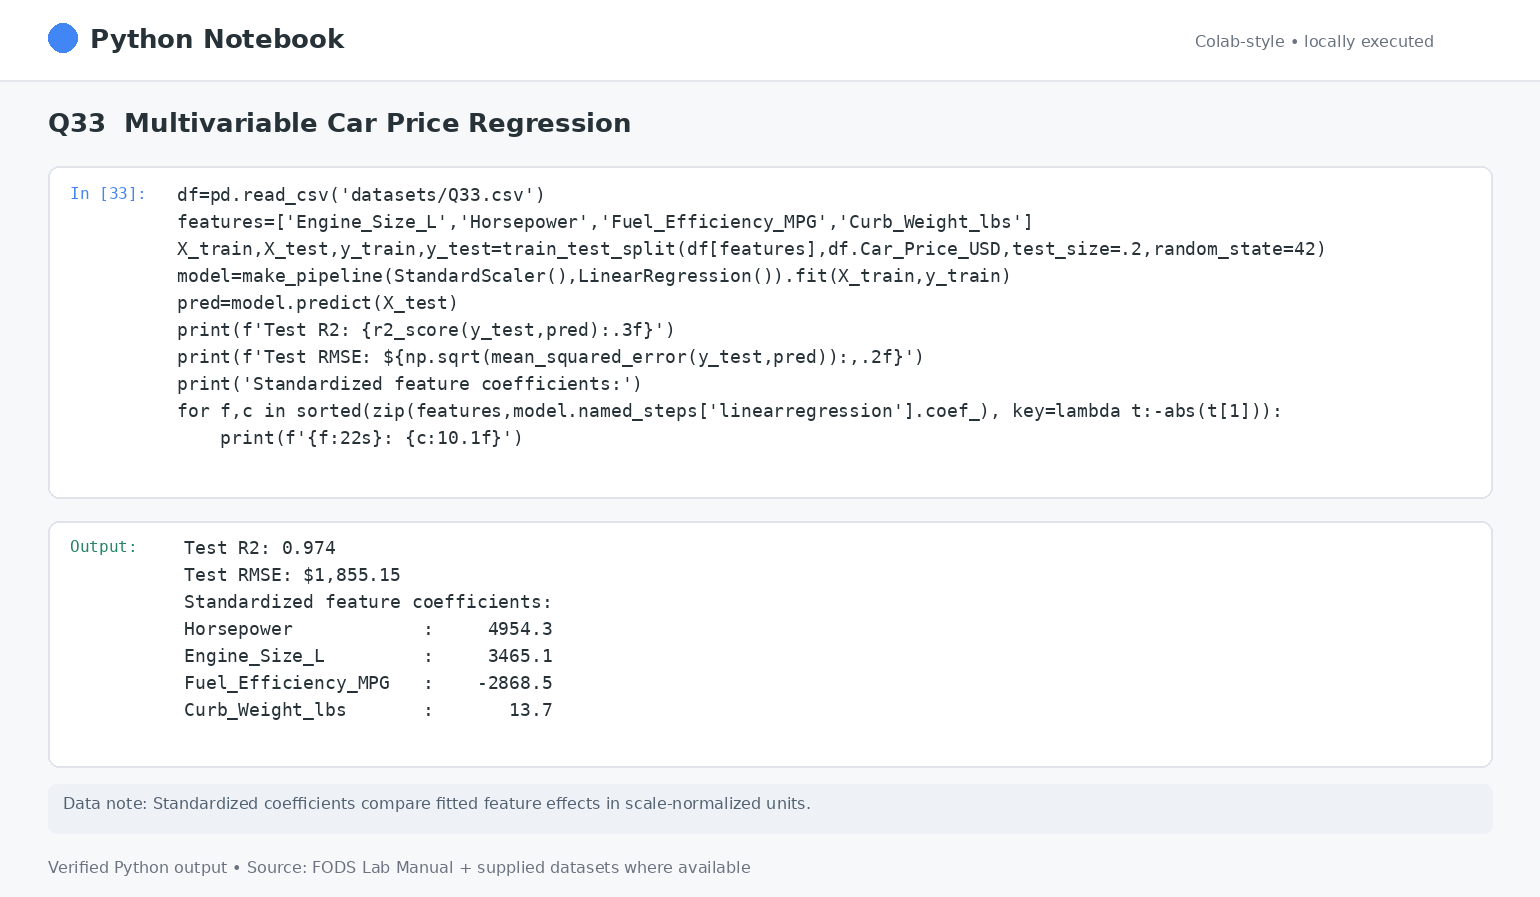 Python Notebook
Colab-style • locally executed
Q33  Multivariable Car Price Regression
In [33]:
df=pd.read_csv('datasets/Q33.csv')
features=['Engine_Size_L','Horsepower','Fuel_Efficiency_MPG','Curb_Weight_lbs']
X_train,X_test,y_train,y_test=train_test_split(df[features],df.Car_Price_USD,test_size=.2,random_state=42)
model=make_pipeline(StandardScaler(),LinearRegression()).fit(X_train,y_train)
pred=model.predict(X_test)
print(f'Test R2: {r2_score(y_test,pred):.3f}')
print(f'Test RMSE: ${np.sqrt(mean_squared_error(y_test,pred)):,.2f}')
print('Standardized feature coefficients:')
for f,c in sorted(zip(features,model.named_steps['linearregression'].coef_), key=lambda t:-abs(t[1])):
    print(f'{f:22s}: {c:10.1f}')
Output:
Test R2: 0.974
Test RMSE: $1,855.15
Standardized feature coefficients:
Horsepower            :     4954.3
Engine_Size_L         :     3465.1
Fuel_Efficiency_MPG   :    -2868.5
Curb_Weight_lbs       :       13.7
Data note: Standardized coefficients compare fitted feature effects in scale-normalized units.
Verified Python output • Source: FODS Lab Manual + supplied datasets where available